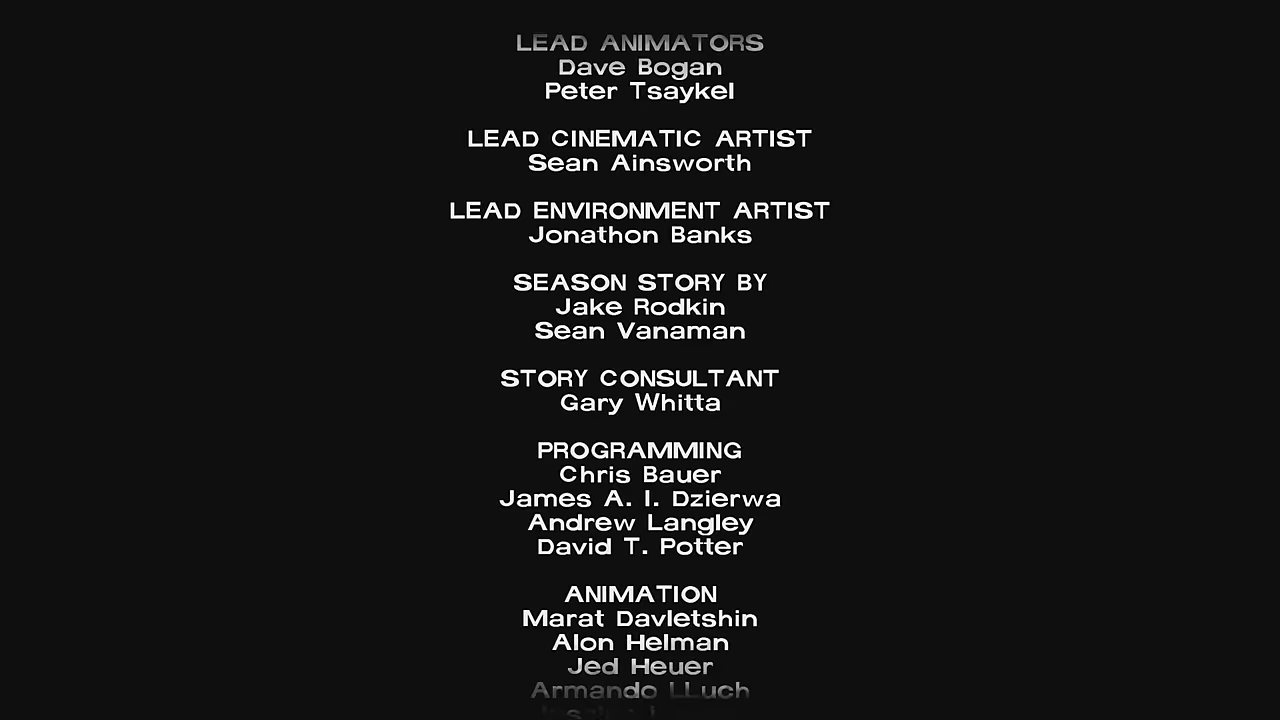 LEAD ANIMATORS
Dave Bogan
Peter Tsaykel
LEAD CINEMATIC ARTIST
Sean Ainsworth
LEAD ENVIRONMENT ARTIST
Jonathon Banks
SEASON STORY BY
Jake Rodkin
Sean Vanaman
STORY CONSULTANT
Gary Whitta
PROGRAMMING
Chris Bauer
James A. I. Dzierwa
Andrew Langley
David T. Potter
ANIMATION
Marat Davletshin
Alon Helman
Jed Heuer
Armando LLuch